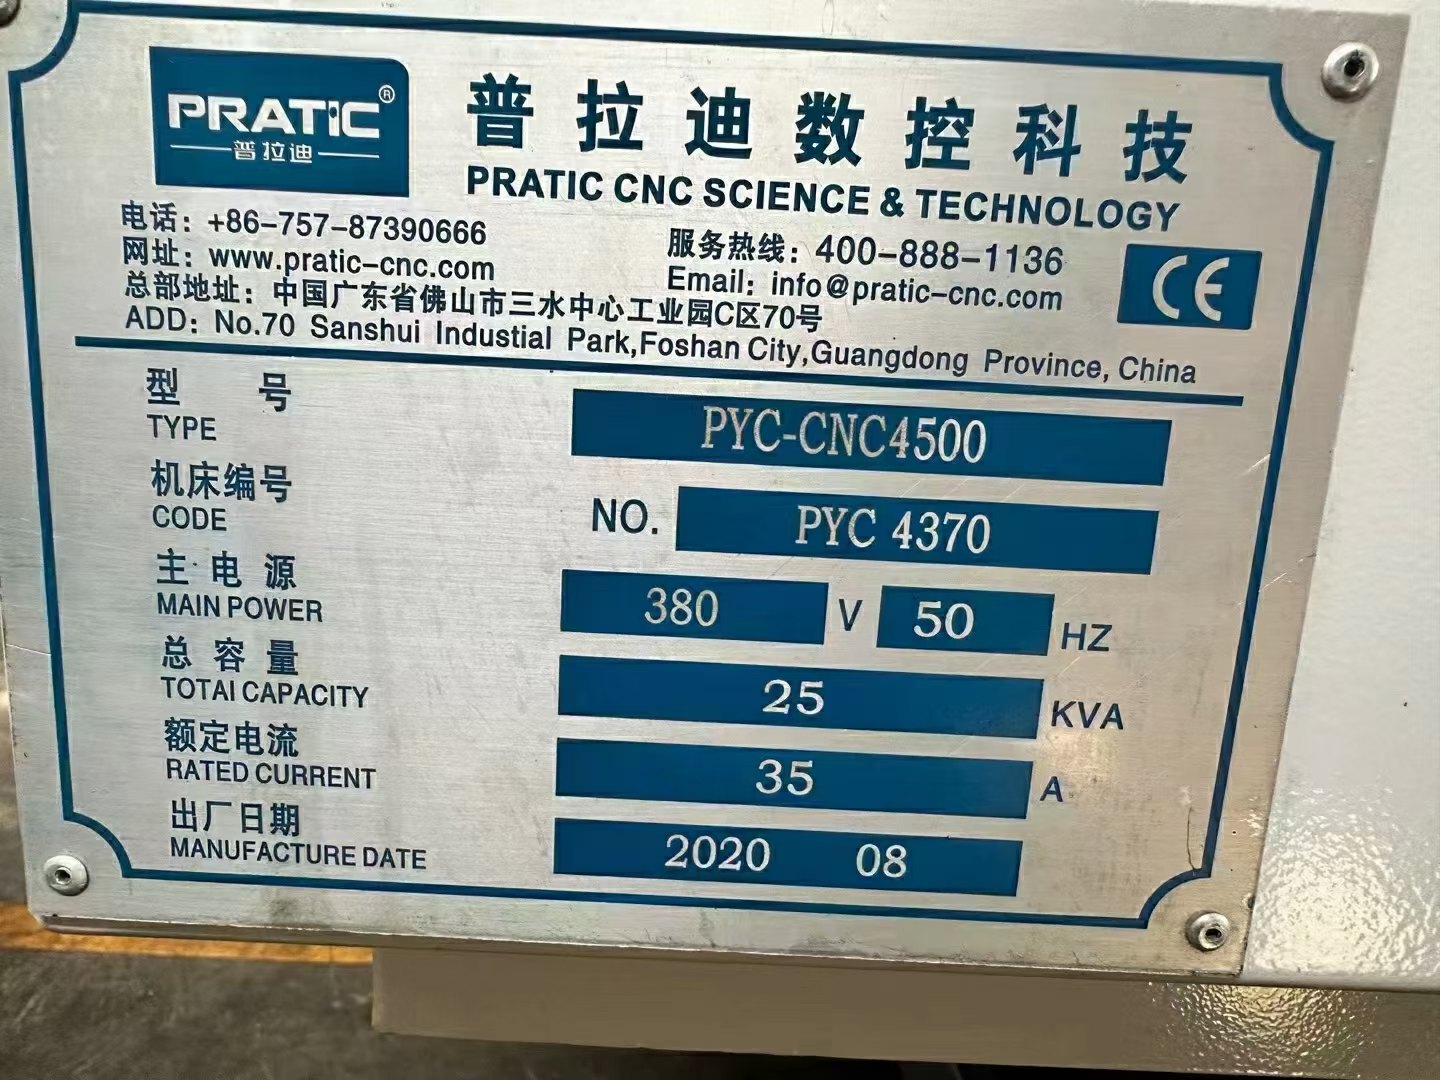 PRATIC®
普拉迪
普拉迪数控科技
PRATIC CNC SCIENCE & TECHNOLOGY
电话：+86-757-87390666
服务热线：400-888-1136
网址：www.pratic-cnc.com
Email：info@pratic-cnc.com
总部地址：中国广东省佛山市三水中心工业园C区70号
ADD：No.70 Sanshui Industial Park,Foshan City,Guangdong Province, China
CE
型号
TYPE
PYC-CNC4500
机床编号
CODE
NO. PYC 4370
主电源
MAIN POWER
380 V 50 HZ
总容量
TOTAI CAPACITY
25 KVA
额定电流
RATED CURRENT
35 A
出厂日期
MANUFACTURE DATE
2020 08